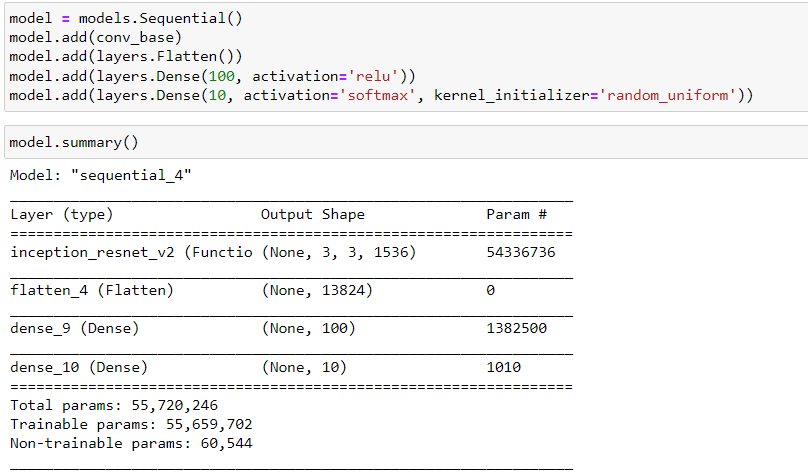 model = models.Sequential()
model.add(conv_base)
model.add(layers.Flatten())
model.add(layers.Dense(100, activation='relu'))
model.add(layers.Dense(10, activation='softmax', kernel_initializer='random_uniform'))
model.summary()
Model: "sequential_4"
_________________________________________________________________
Layer (type)                 Output Shape              Param #
=================================================================
inception_resnet_v2 (Functio (None, 3, 3, 1536)        54336736
_________________________________________________________________
flatten_4 (Flatten)          (None, 13824)             0
_________________________________________________________________
dense_9 (Dense)              (None, 100)               1382500
_________________________________________________________________
dense_10 (Dense)             (None, 10)                1010
=================================================================
Total params: 55,720,246
Trainable params: 55,659,702
Non-trainable params: 60,544
_________________________________________________________________